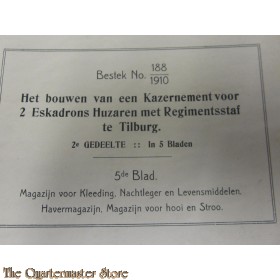 Bestek No. 188/1910
Het bouwen van een Kazernement voor
2 Eskadrons Huzaren met Regimentsstaf
te Tilburg.
2e GEDEELTE :: In 5 Bladen
5de Blad.
Magazijn voor Kleeding, Nachtleger en Levensmiddelen.
Havermagazijn, Magazijn voor hooi en Stroo.
The Quartermaster Store